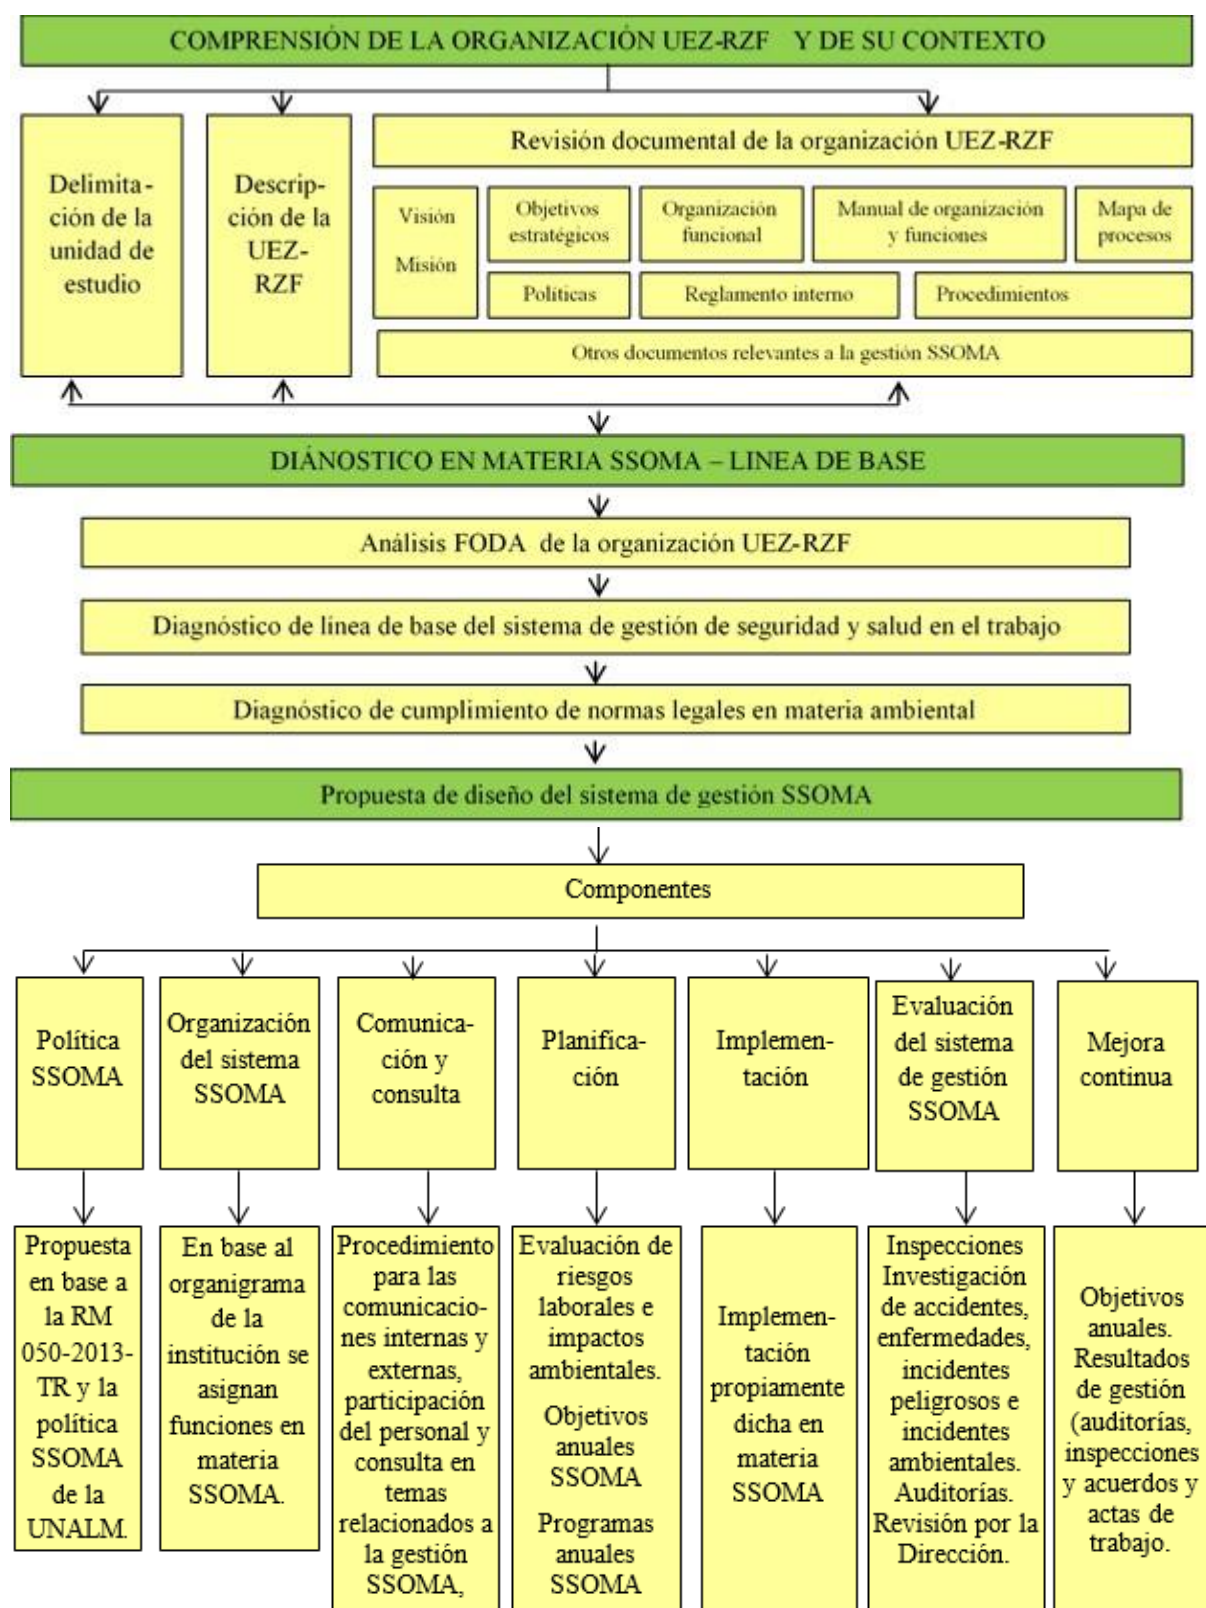 COMPRENSIÓN DE LA ORGANIZACIÓN UEZ-RZF Y DE SU CONTEXTO
Delimita-
ción de la
unidad de
estudio
Descrip-
ción de la
UEZ-
RZF
Revisión documental de la organización UEZ-RZF
Visión
Misión
Objetivos
estratégicos
Organización
funcional
Manual de organización
y funciones
Mapa de
procesos
Políticas
Reglamento interno
Procedimientos
Otros documentos relevantes a la gestión SSOMA
DIÁNOSTICO EN MATERIA SSOMA – LINEA DE BASE
Análisis FODA de la organización UEZ-RZF
Diagnóstico de línea de base del sistema de gestión de seguridad y salud en el trabajo
Diagnóstico de cumplimiento de normas legales en materia ambiental
Propuesta de diseño del sistema de gestión SSOMA
Componentes
Política
SSOMA
Organización
del sistema
SSOMA
Comunica-
ción y
consulta
Planifica-
ción
Implemen-
tación
Evaluación
del sistema
de gestión
SSOMA
Mejora
continua
Propuesta
en base a
la RM
050-2013-
TR y la
política
SSOMA
de la
UNALM.
En base al
organigrama
de la
institución se
asignan
funciones en
materia
SSOMA.
Procedimiento
para las
comunicacio-
nes internas y
externas,
participación
del personal y
consulta en
temas
relacionados a
la gestión
SSOMA,
Evaluación de
riesgos
laborales e
impactos
ambientales.
Objetivos
anuales
SSOMA
Programas
anuales
SSOMA
Implemen-
tación
propiamente
dicha en
materia
SSOMA
Inspecciones
Investigación
de accidentes,
enfermedades,
incidentes
peligrosos e
incidentes
ambientales.
Auditorías.
Revisión por la
Dirección.
Objetivos
anuales.
Resultados
de gestión
(auditorías,
inspecciones
y acuerdos y
actas de
trabajo.